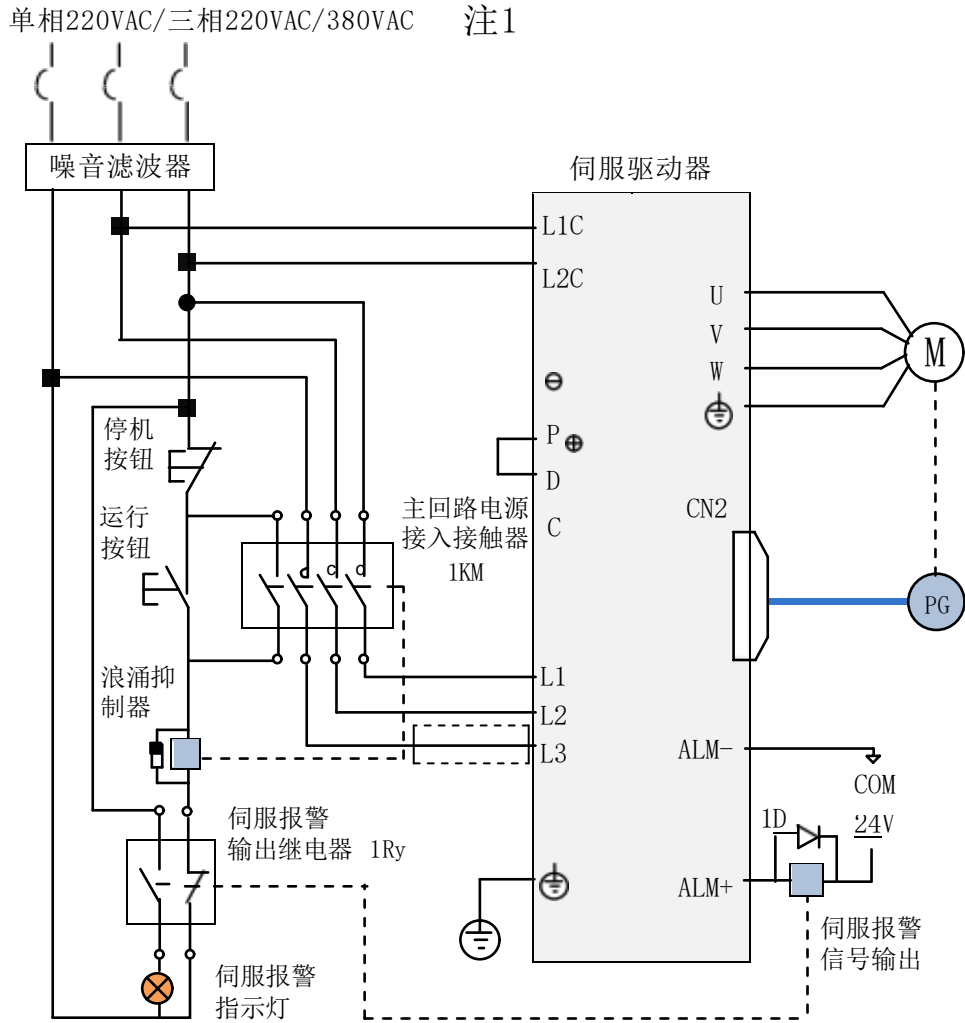 单相220VAC/三相220VAC/380VAC 注1
噪音滤波器
伺服驱动器
L1C
L2C
U
V
W
M
⊖
P⊕
D
C
停机
按钮
运行
按钮
主回路电源
接入接触器
1KM
CN2
PG
浪涌抑
制器
L1
L2
L3
ALM-
COM
1D
24V
ALM+
伺服报警
输出继电器 1Ry
伺服报警
信号输出
伺服报警
指示灯